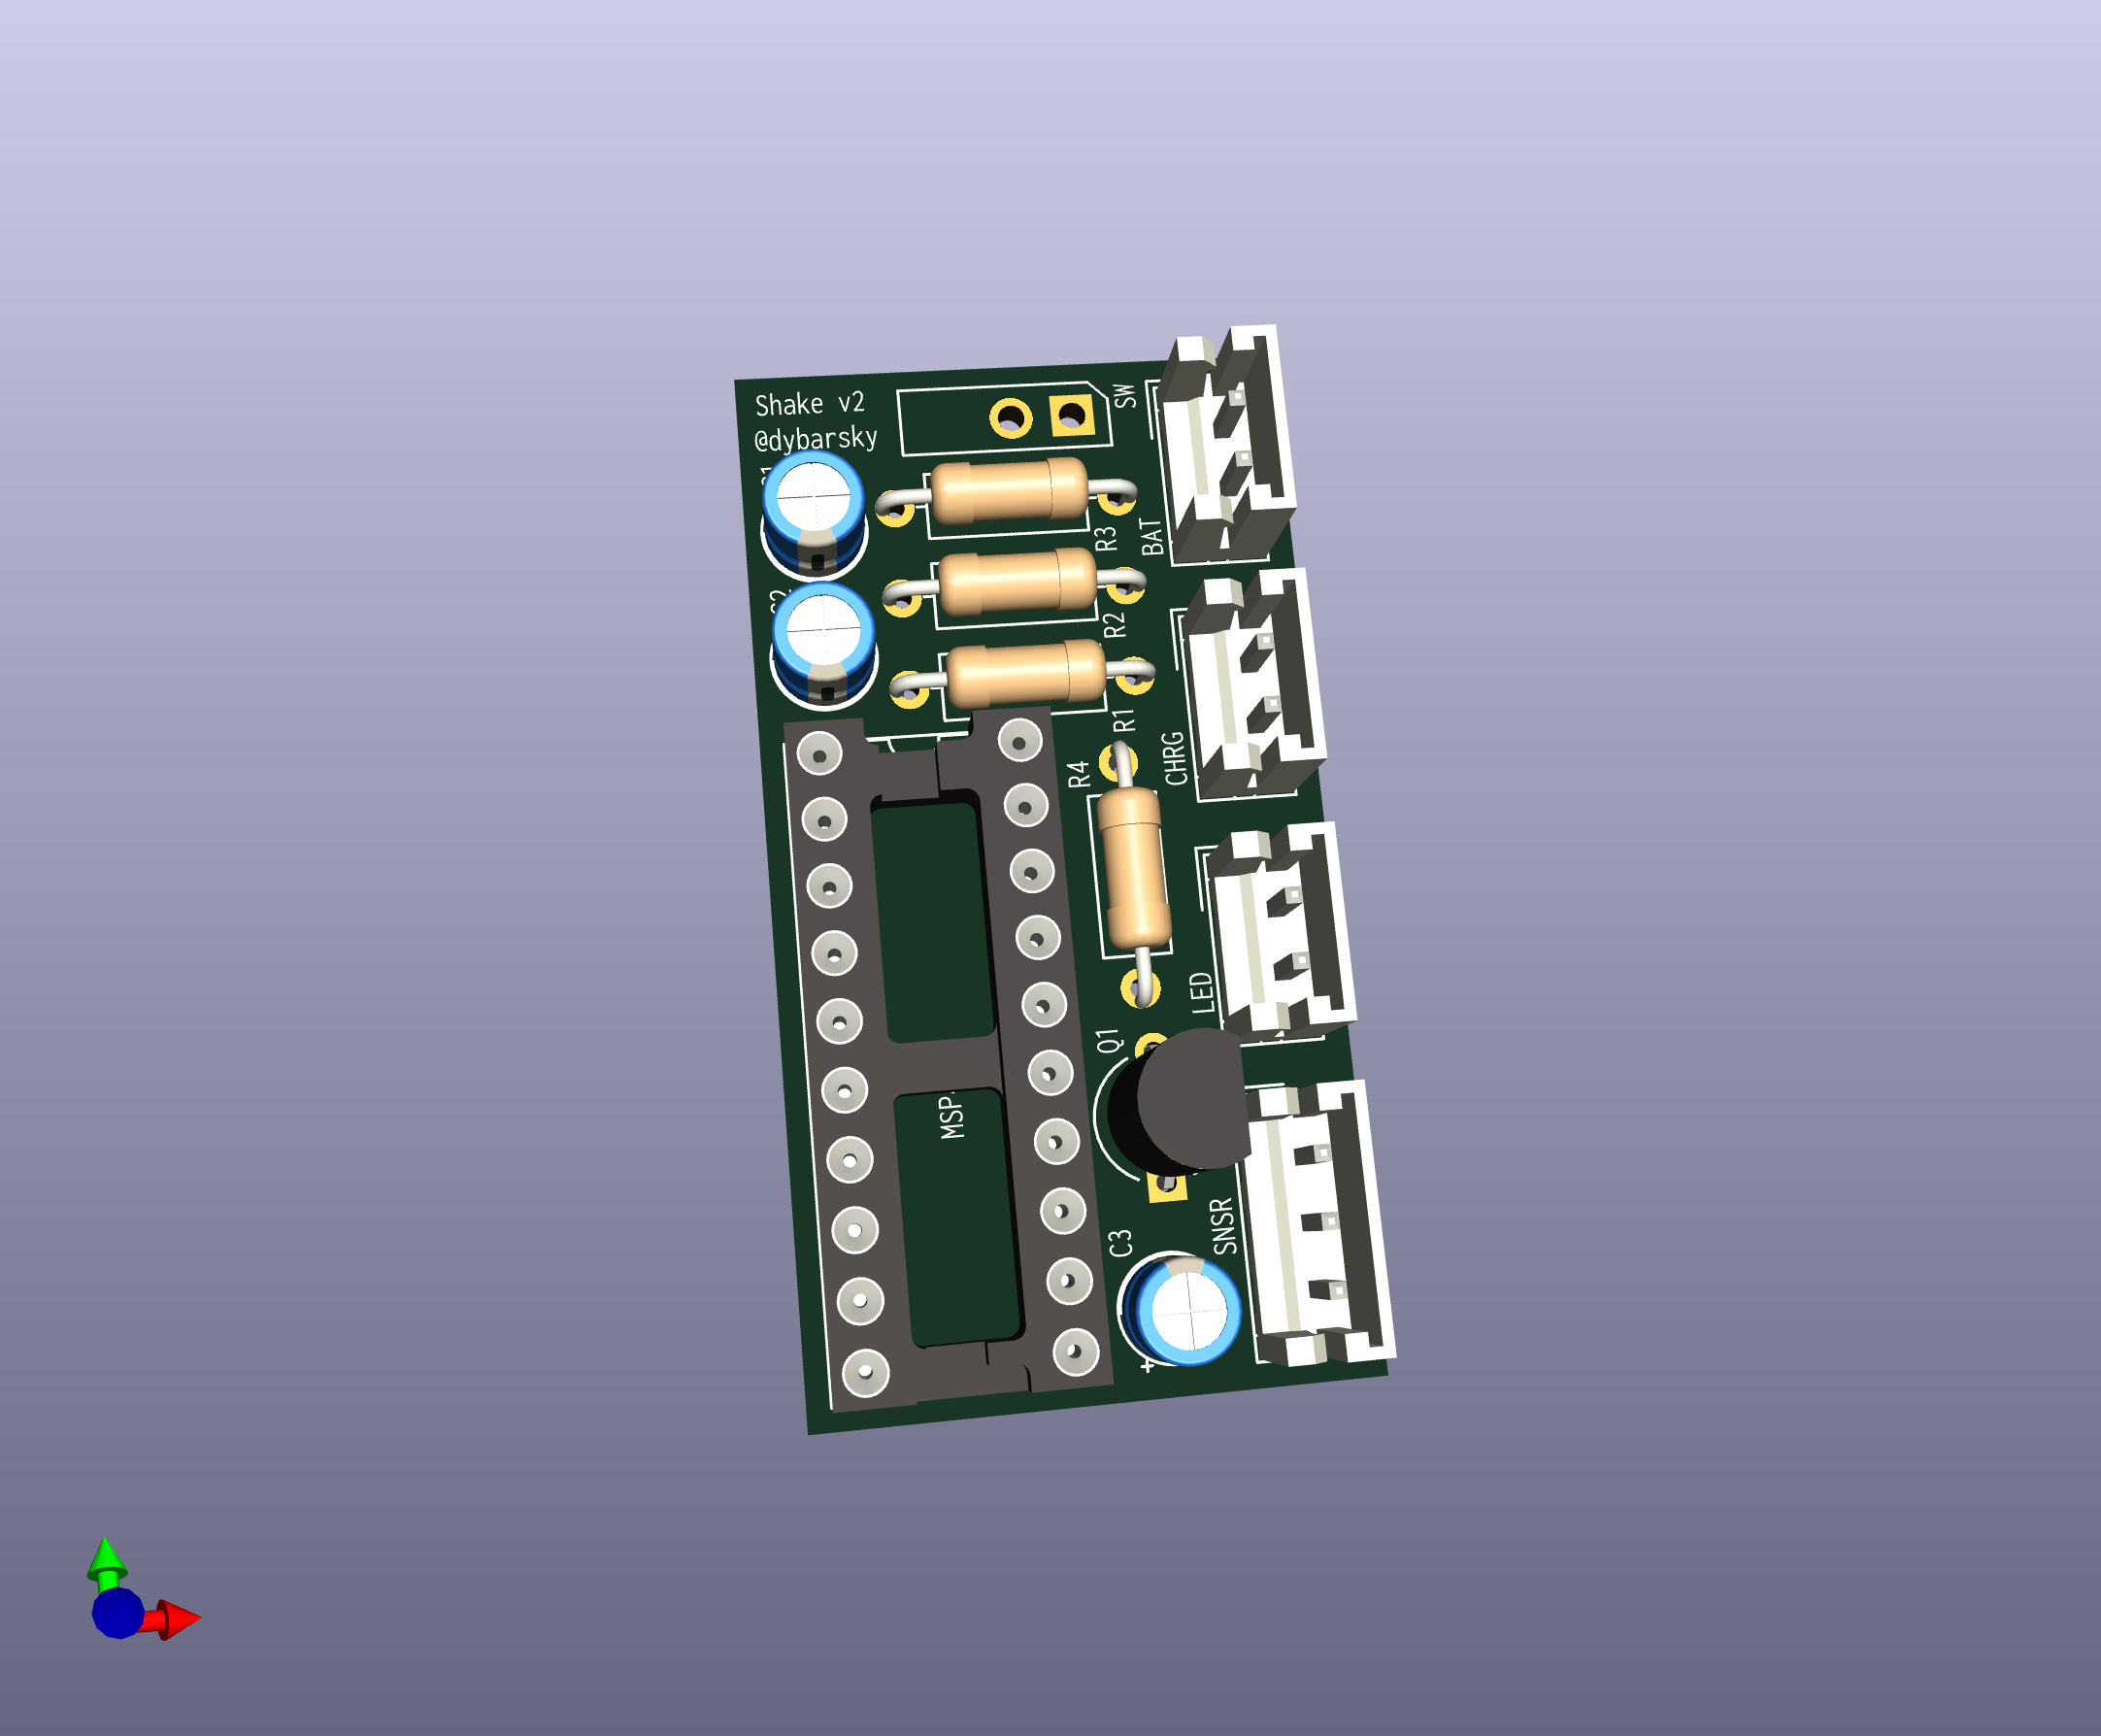 Shake v2
@dybarsky
SW
R3
BAT
R2
R1
CHRG
R4
LED
Q1
MSP
SNSR
C3
+